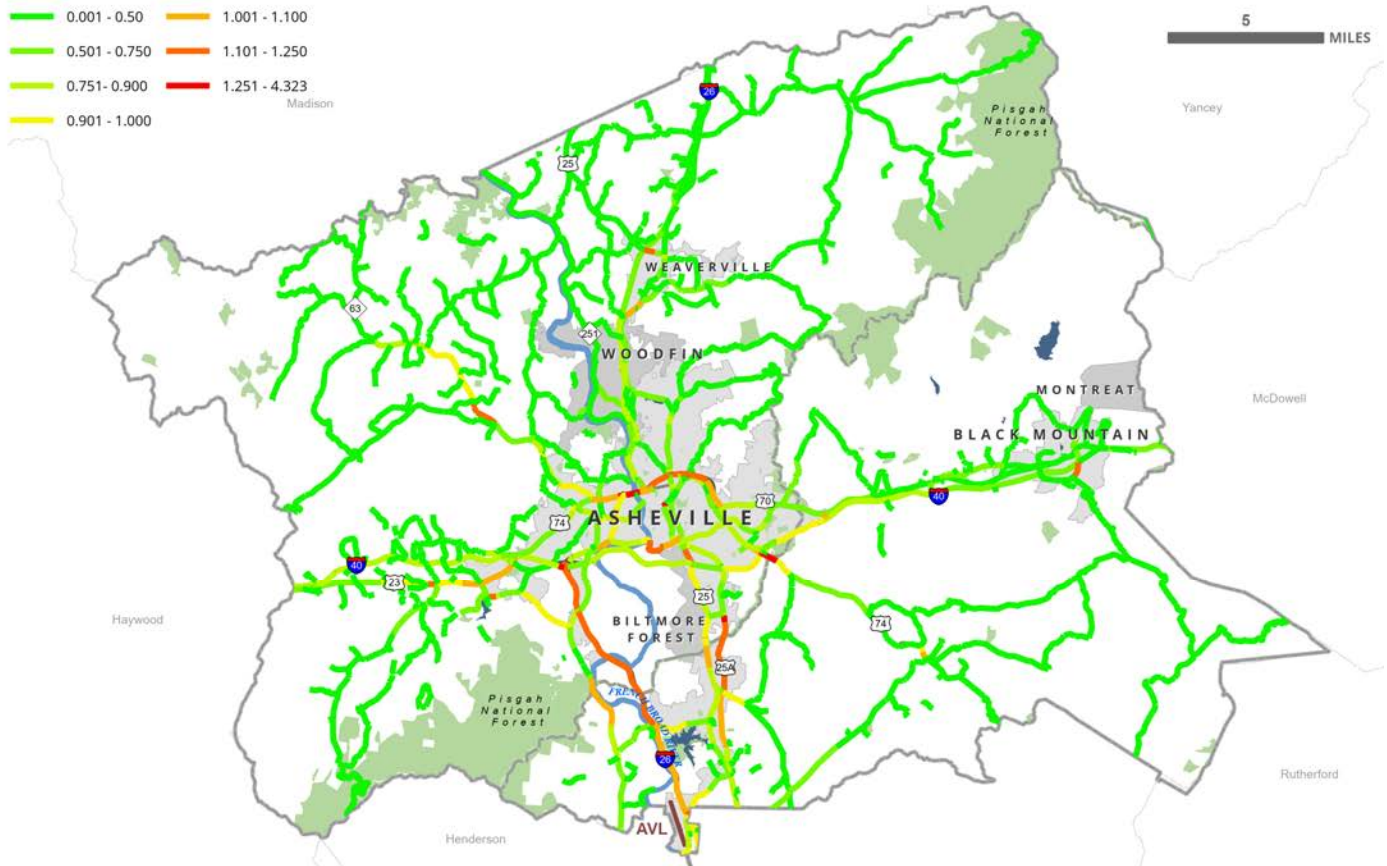 0.001 - 0.50
0.501 - 0.750
0.751- 0.900
0.901 - 1.000
1.001 - 1.100
1.101 - 1.250
1.251 - 4.323
5
MILES
Madison
Yancey
26
Pisgah
National
Forest
25
WEAVERVILLE
63
251
WOODFIN
MONTREAT
McDowell
BLACK MOUNTAIN
40
70
ASHEVILLE
74
40
23
25
Haywood
BILTMORE
FOREST
74
25A
Pisgah
National
Forest
FRENCH BROAD RIVER
26
Rutherford
AVL
Henderson